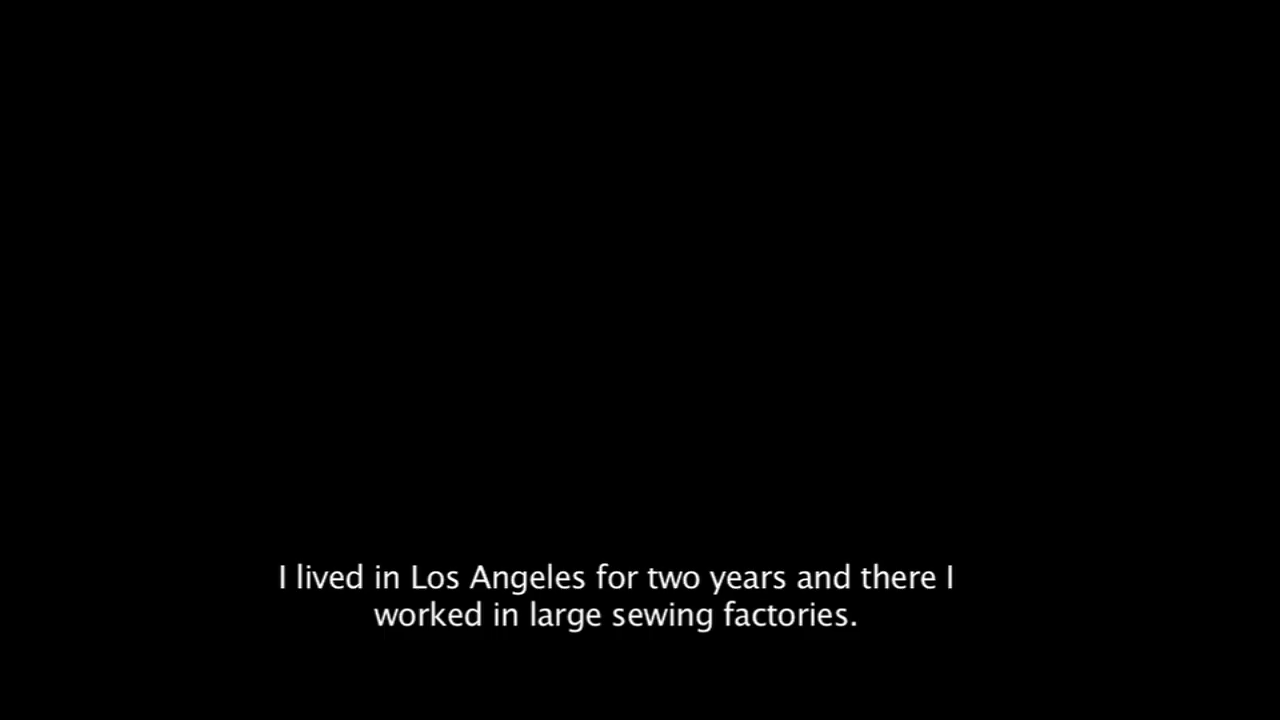 I lived in Los Angeles for two years and there I
worked in large sewing factories.